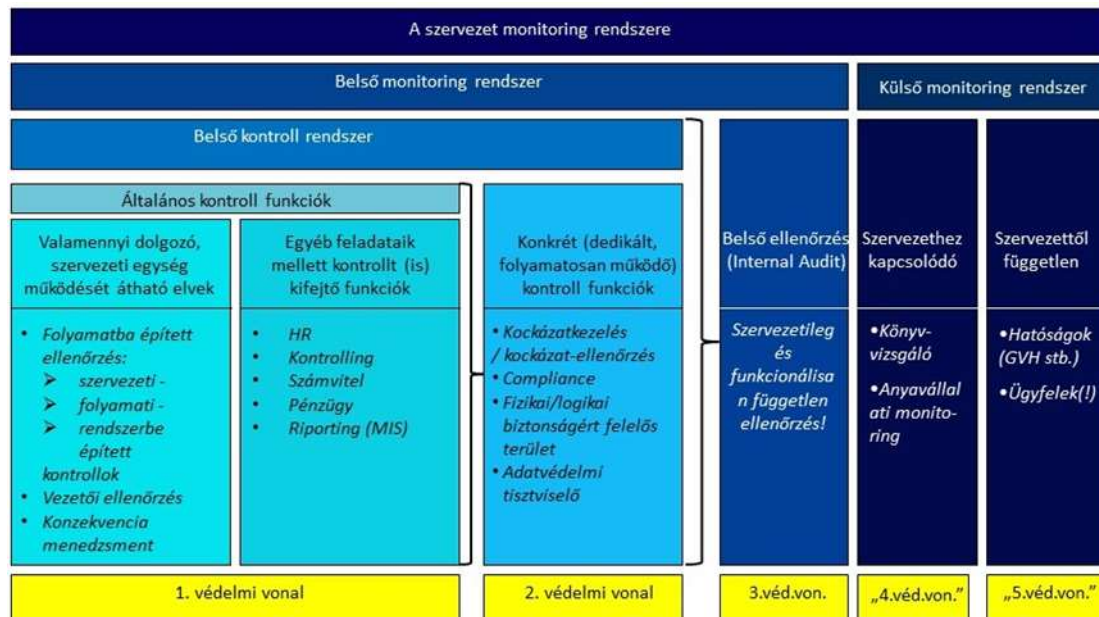 A szervezet monitoring rendszere
Belső monitoring rendszer
Külső monitoring rendszer
Belső kontroll rendszer
Általános kontroll funkciók
Valamennyi dolgozó,
szervezeti egység
működését átható elvek
• Folyamatba épített
ellenőrzés:
➤ szervezeti -
➤ folyamati -
➤ rendszerbe
épített
kontrollok
• Vezetői ellenőrzés
• Konzekvencia
menedzsment
Egyéb feladataik
mellett kontrollt (is)
kifejtő funkciók
• HR
• Kontrolling
• Számvitel
• Pénzügy
• Riporting (MIS)
Konkrét (dedikált,
folyamatosan működő)
kontroll funkciók
• Kockázatkezelés
/ kockázat-ellenőrzés
• Compliance
• Fizikai/logikai
biztonságért felelős
terület
• Adatvédelmi
tisztviselő
Belső ellenőrzés
(Internal Audit)
Szervezetileg
és
funkcionálisa
n független
ellenőrzés!
Szervezethez
kapcsolódó
•Könyv-
vizsgáló
•Anyavállal
ati monito-
ring
Szervezettől
független
•Hatóságok
(GVH stb.)
•Ügyfelek(!)
1. védelmi vonal
2. védelmi vonal
3.véd.von.
„4.véd.von.”
„5.véd.von.”